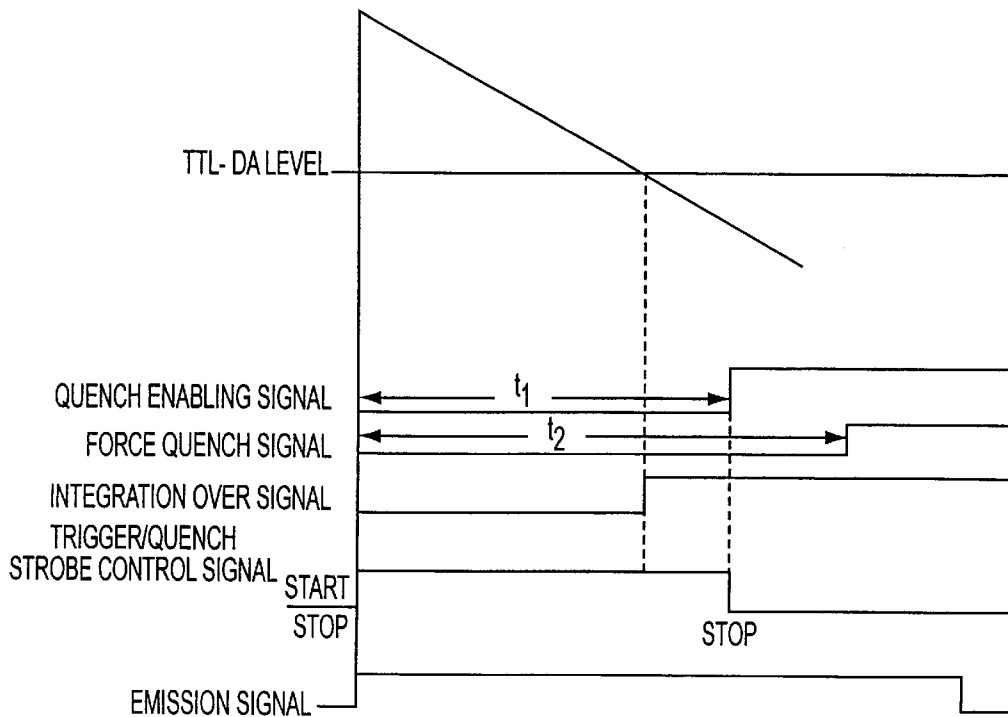 TTL- DA LEVEL
QUENCH ENABLING SIGNAL
t1
FORCE QUENCH SIGNAL
t2
INTEGRATION OVER SIGNAL
TRIGGER/QUENCH
STROBE CONTROL SIGNAL
START
STOP
STOP
EMISSION SIGNAL